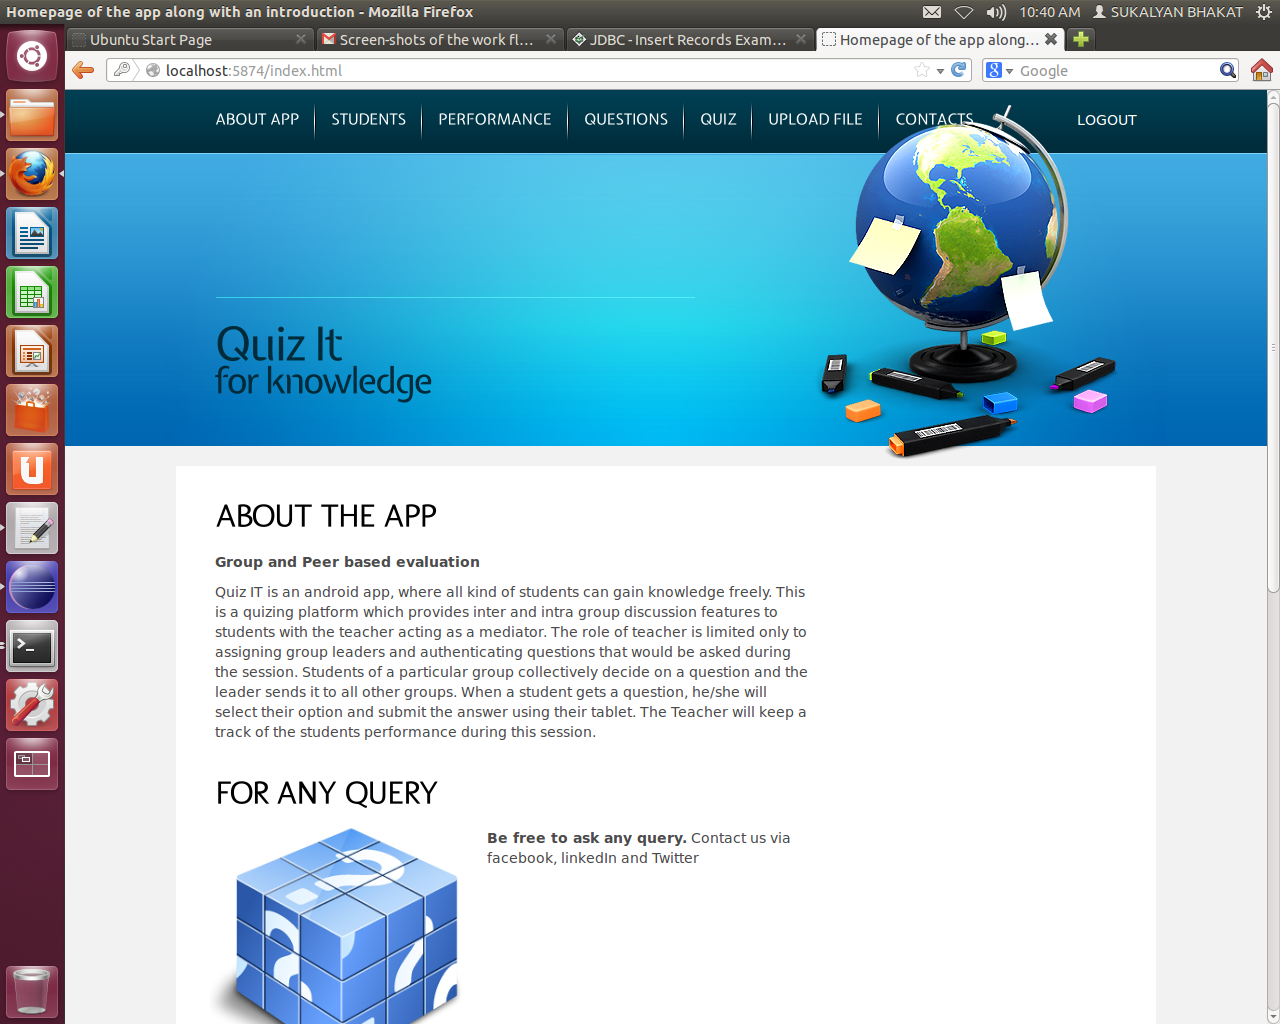 Homepage of the app along with an introduction - Mozilla Firefox
10:40 AM SUKALYAN BHAKAT
Ubuntu Start Page
Screen-shots of the work fl...
JDBC - Insert Records Exam...
Homepage of the app along...
localhost:5874/index.html
Google
ABOUT APP STUDENTS PERFORMANCE QUESTIONS QUIZ UPLOAD FILE CONTACTS LOGOUT
Quiz It
for knowledge
ABOUT THE APP
Group and Peer based evaluation
Quiz IT is an android app, where all kind of students can gain knowledge freely. This
is a quizing platform which provides inter and intra group discussion features to
students with the teacher acting as a mediator. The role of teacher is limited only to
assigning group leaders and authenticating questions that would be asked during
the session. Students of a particular group collectively decide on a question and the
leader sends it to all other groups. When a student gets a question, he/she will
select their option and submit the answer using their tablet. The Teacher will keep a
track of the students performance during this session.
FOR ANY QUERY
Be free to ask any query. Contact us via
facebook, linkedIn and Twitter